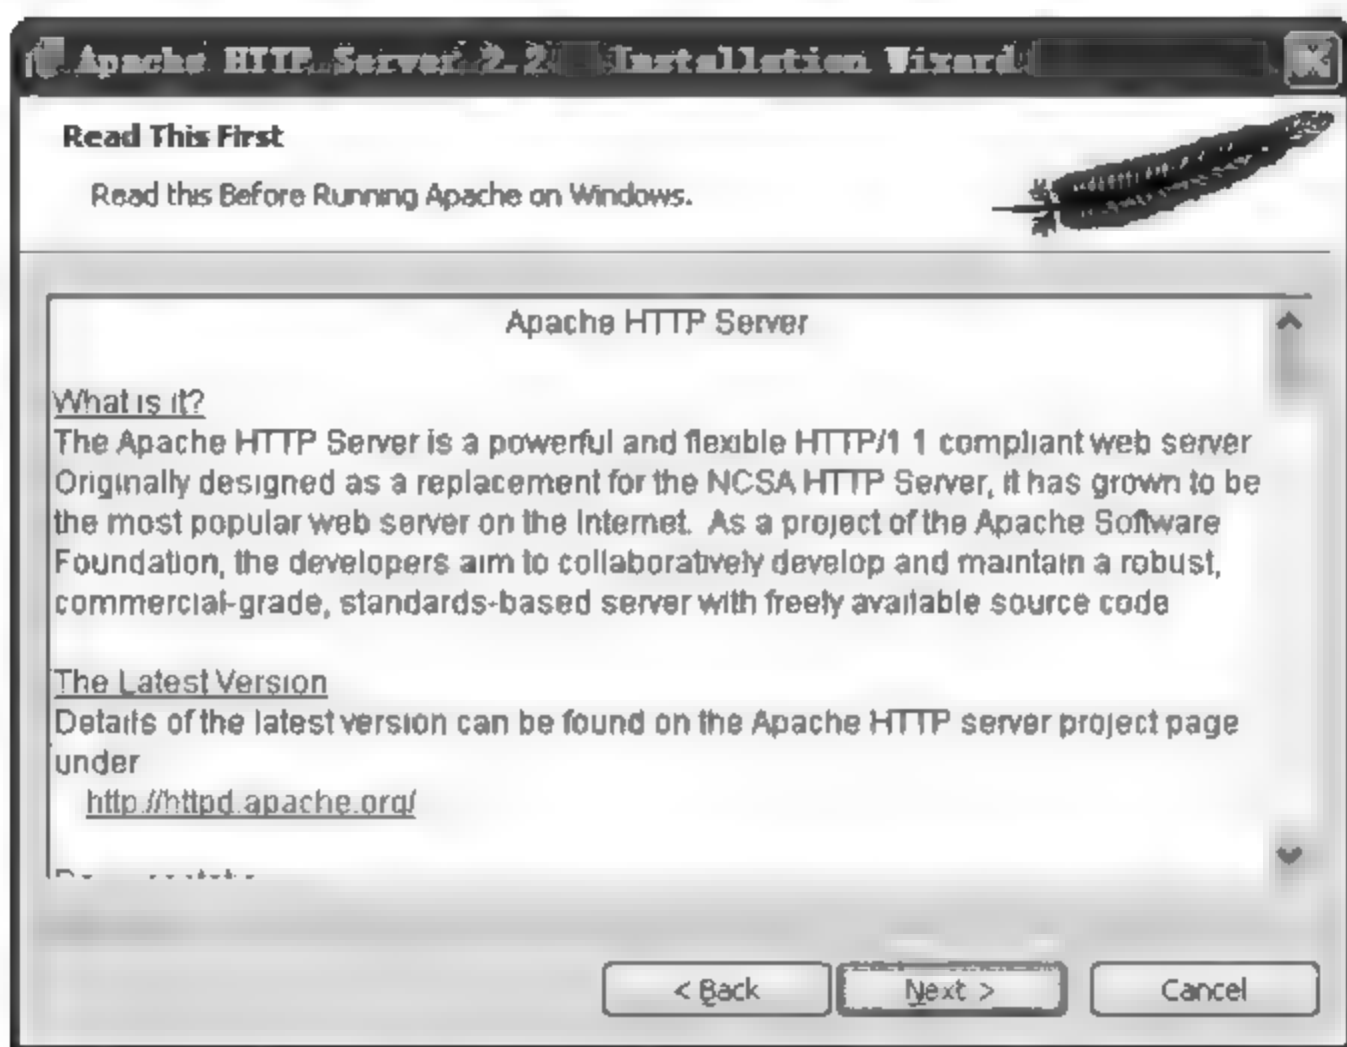 Apache HTTP Server 2.2 - Installation Wizard
Read This First
Read this Before Running Apache on Windows.
Apache HTTP Server
What is it?
The Apache HTTP Server is a powerful and flexible HTTP/1.1 compliant web server
Originally designed as a replacement for the NCSA HTTP Server, it has grown to be
the most popular web server on the Internet. As a project of the Apache Software
Foundation, the developers aim to collaboratively develop and maintain a robust,
commercial-grade, standards-based server with freely available source code
The Latest Version
Details of the latest version can be found on the Apache HTTP server project page
under
http://httpd.apache.org/
< Back
Next >
Cancel